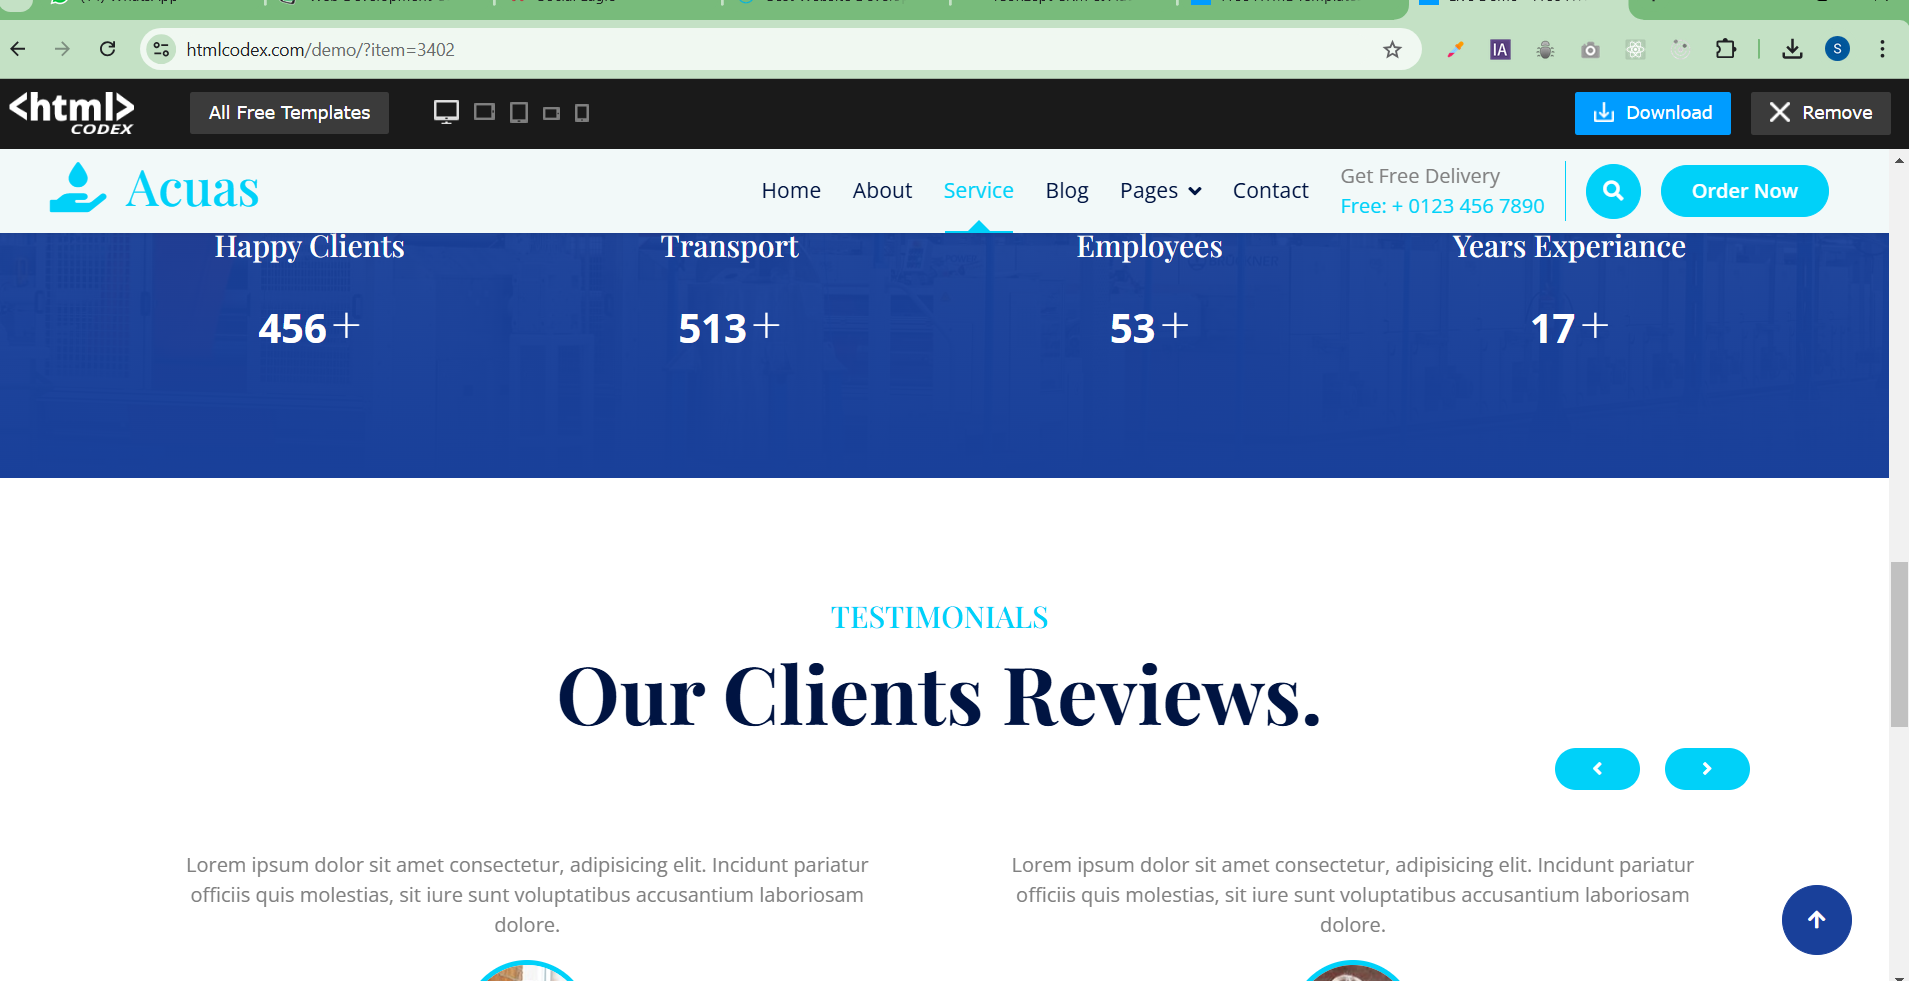 htmlcodex.com/demo/?item=3402
IA
S
<html>
CODEX
All Free Templates
Download
Remove
Acuas
Home
About
Service
Blog
Pages
Contact
Get Free Delivery
Free: + 0123 456 7890
Order Now
Happy Clients
Transport
Employees
Years Experiance
456+
513+
53+
17+
TESTIMONIALS
Our Clients Reviews.
Lorem ipsum dolor sit amet consectetur, adipisicing elit. Incidunt pariatur
officiis quis molestias, sit iure sunt voluptatibus accusantium laboriosam
dolore.
Lorem ipsum dolor sit amet consectetur, adipisicing elit. Incidunt pariatur
officiis quis molestias, sit iure sunt voluptatibus accusantium laboriosam
dolore.